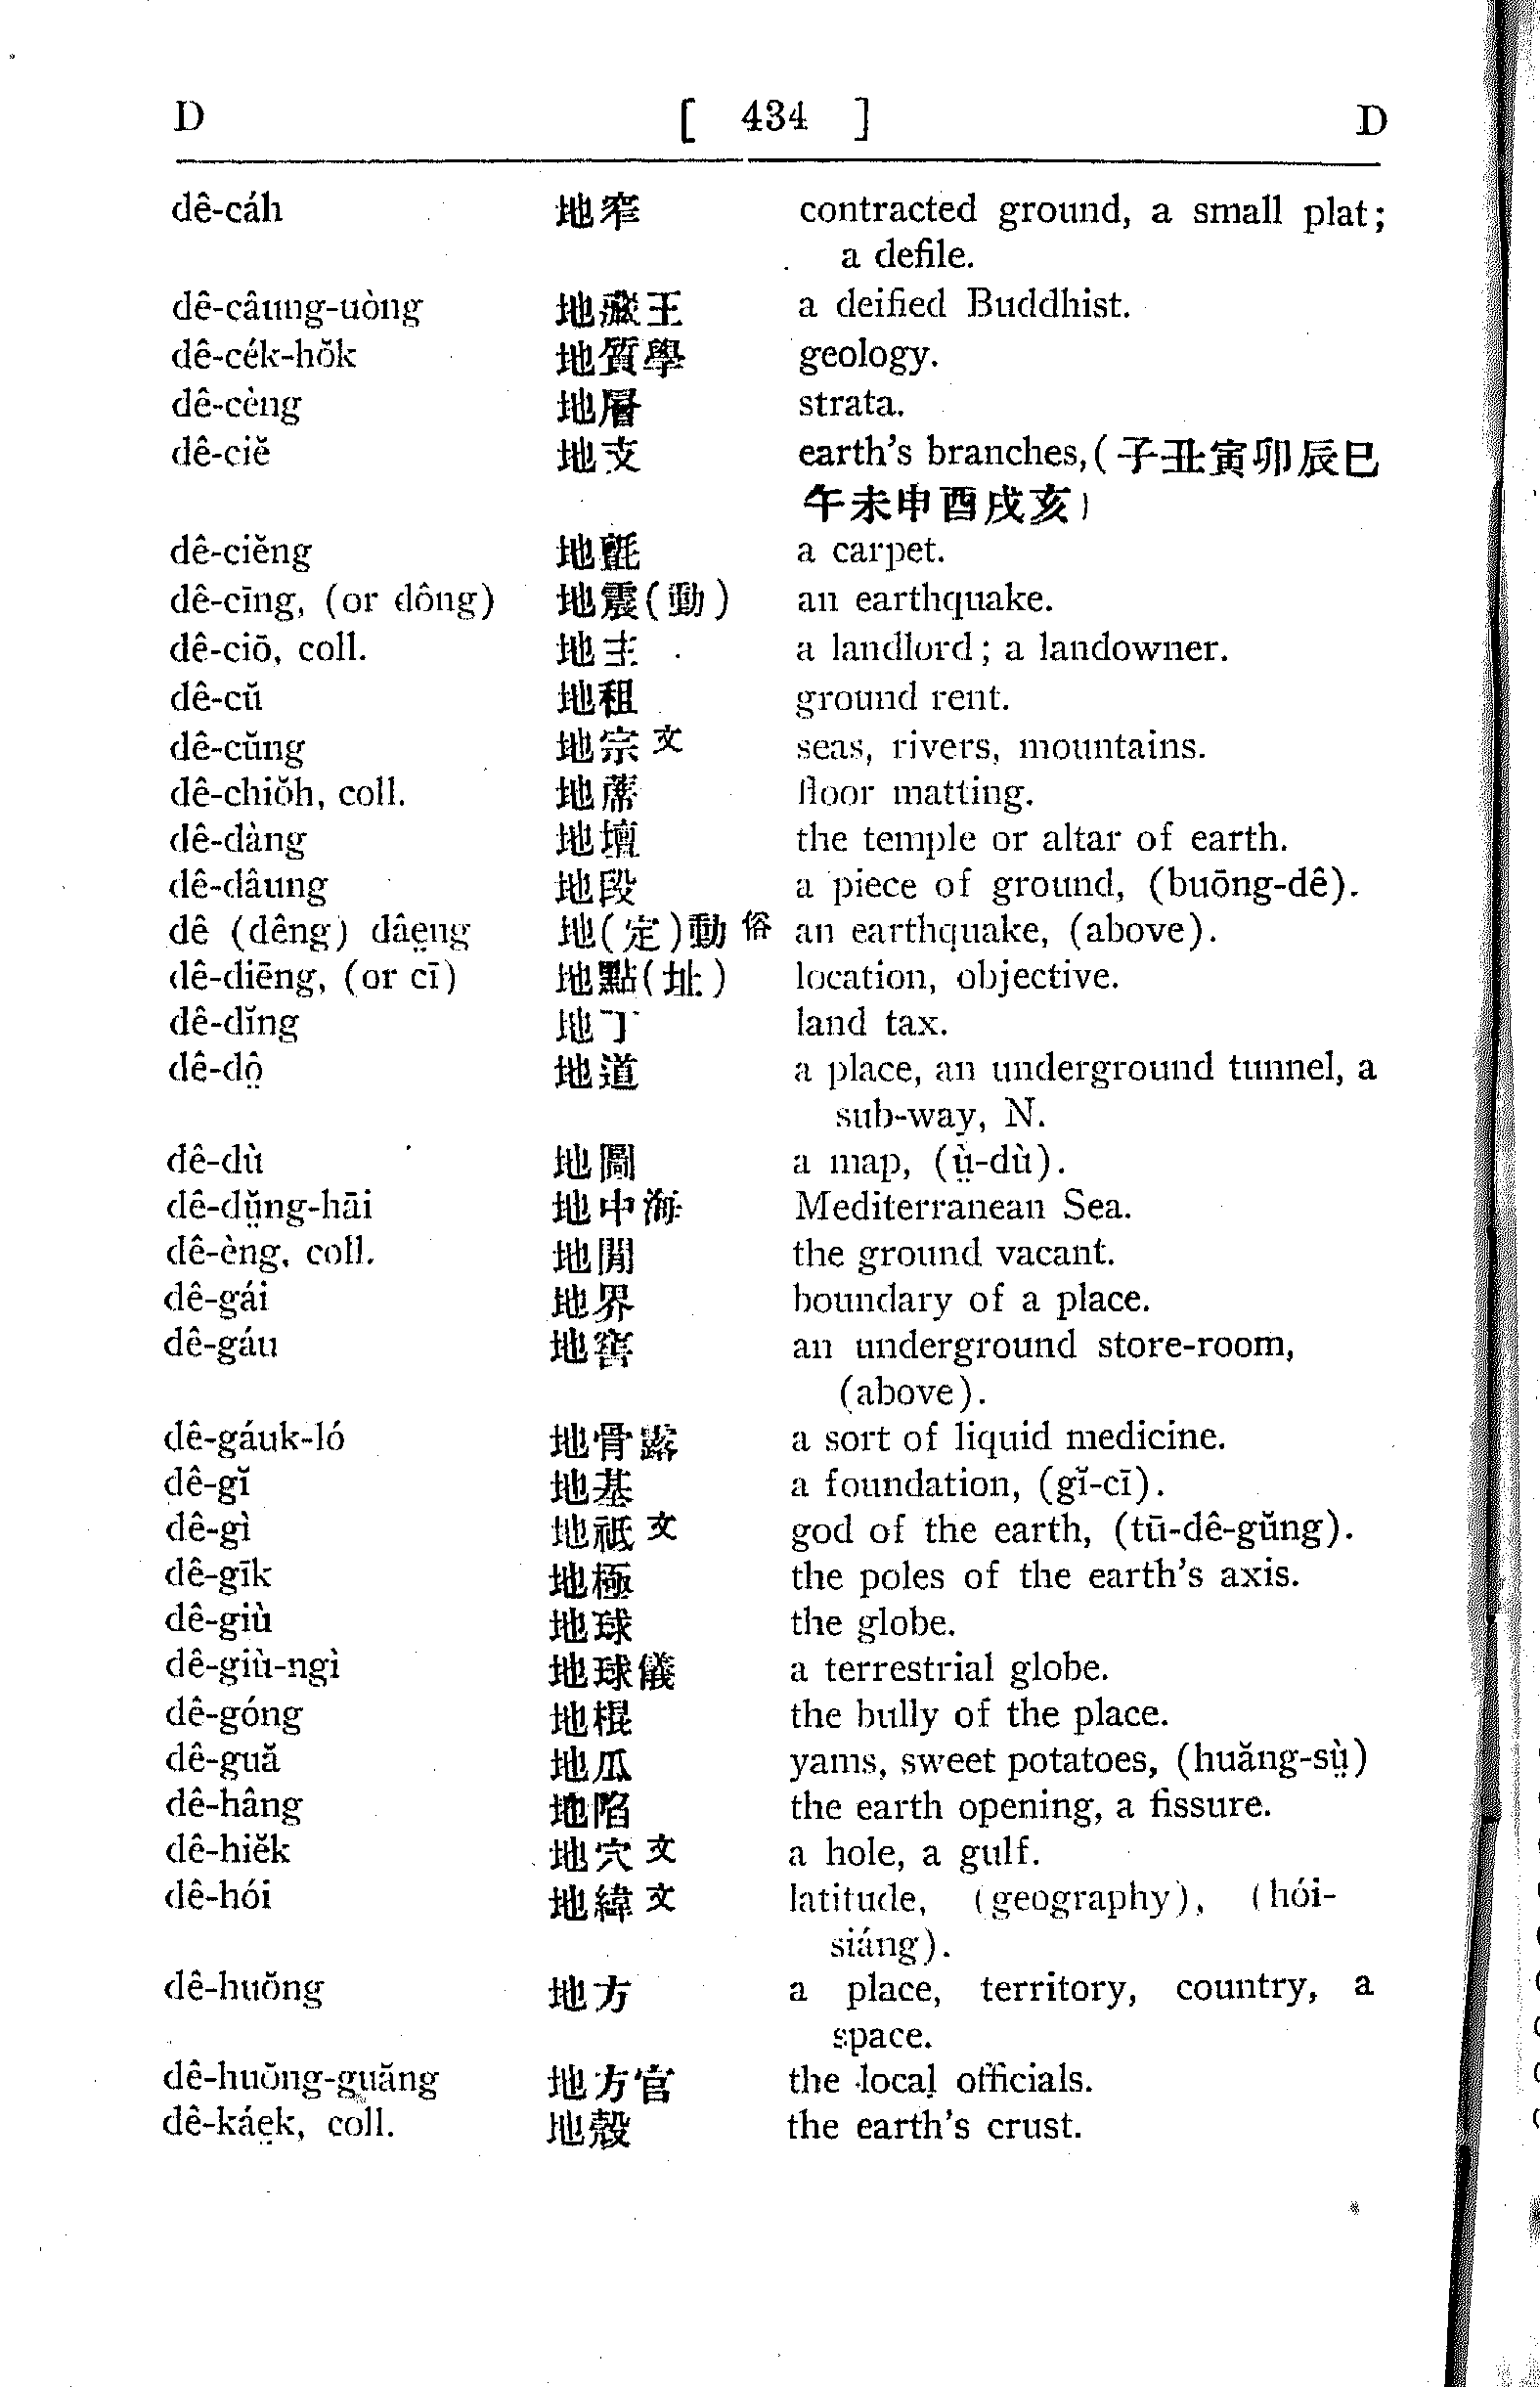 D [ 434 ] D
dê-cáh 地窄 contracted ground, a small plat;
a defile.
dê-câung-uòng 地藏王 a deified Buddhist.
dê-cék-hŏk 地質學 geology.
dê-cèng 地層 strata.
dê-ciĕ 地支 earth's branches, (子丑寅卯辰巳
午未申酉戌亥)
dê-ciĕng 地氈 a carpet.
dê-cīng, (or dông) 地震(動) an earthquake.
dê-ciō, coll. 地主 a landlord; a landowner.
dê-cŭ 地租 ground rent.
dê-cŭng 地宗文 seas, rivers, mountains.
dê-chiŏh, coll. 地蓆 floor matting.
dê-dàng 地壇 the temple or altar of earth.
dê-dâung 地段 a piece of ground, (buōng-dê).
dê (dêng) dâe̤ng 地(定)動俗 an earthquake, (above).
dê-diēng, (or cī) 地點(址) location, objective.
dê-dĭng 地丁 land tax.
dê-dô̤ 地道 a place, an underground tunnel, a
sub-way, N.
dê-dù 地圖 a map, (ṳ̀-dù).
dê-dṳ̆ng-hāi 地中海 Mediterranean Sea.
dê-èng, coll. 地閒 the ground vacant.
dê-gái 地界 boundary of a place.
dê-gáu 地窖 an underground store-room,
(above).
dê-gáuk-ló 地骨露 a sort of liquid medicine.
dê-gĭ 地基 a foundation, (gĭ-cī).
dê-gì 地祗文 god of the earth, (tū-dê-gŭng).
dê-gīk 地極 the poles of the earth's axis.
dê-giù 地球 the globe.
dê-giù-ngì 地球儀 a terrestrial globe.
dê-góng 地棍 the bully of the place.
dê-guă 地瓜 yams, sweet potatoes, (huăng-sṳ̀)
dê-hâng 地陷 the earth opening, a fissure.
dê-hiĕk 地穴文 a hole, a gulf.
dê-hói 地緯文 latitude, (geography), (hói-
siáng).
dê-huŏng 地方 a place, territory, country, a
space.
dê-huŏng-guăng 地方官 the local officials.
dê-káe̤k, coll. 地殼 the earth's crust.